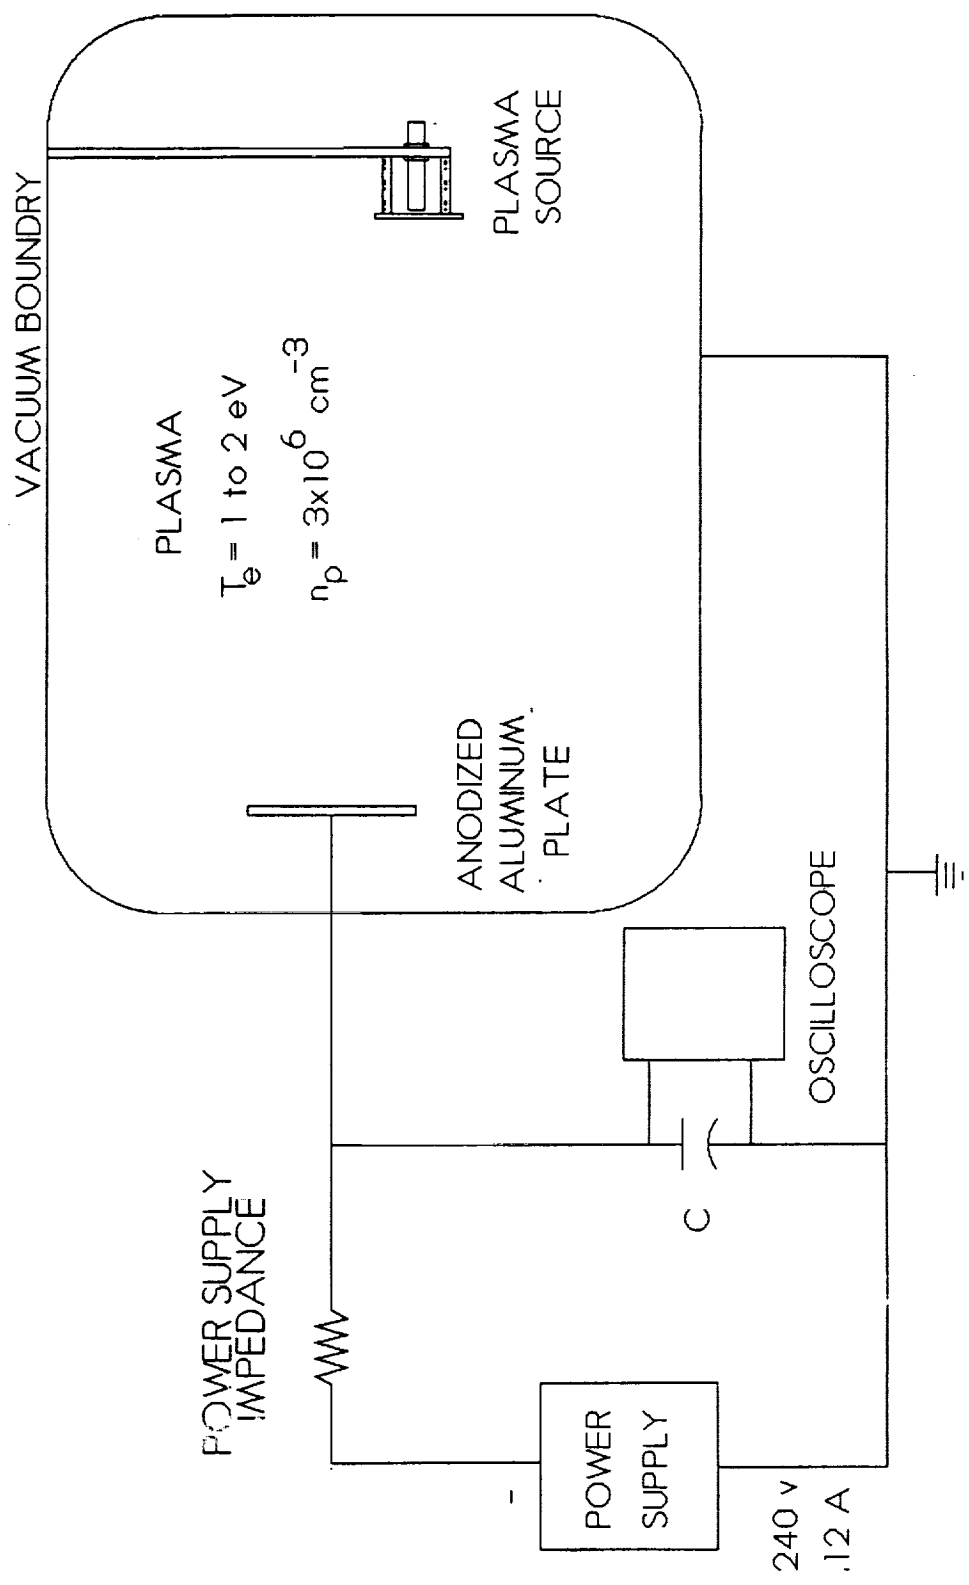 VACUUM BOUNDRY
PLASMA
Te = 1 to 2 eV
np = 3x10^6 cm^-3
PLASMA
SOURCE
ANODIZED
ALUMINUM
PLATE
POWER SUPPLY
IMPEDANCE
C
OSCILLOSCOPE
-
POWER
SUPPLY
240 v
.12 A